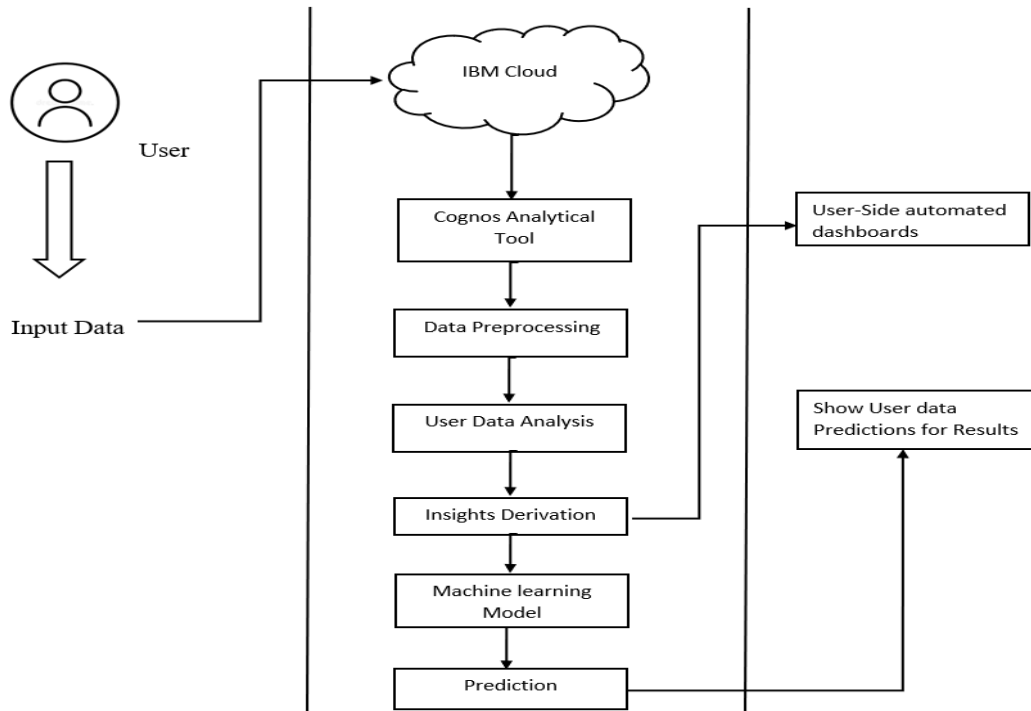 User
Input Data
IBM Cloud
Cognos Analytical
Tool
Data Preprocessing
User Data Analysis
Insights Derivation
Machine learning
Model
Prediction
User-Side automated
dashboards
Show User data
Predictions for Results